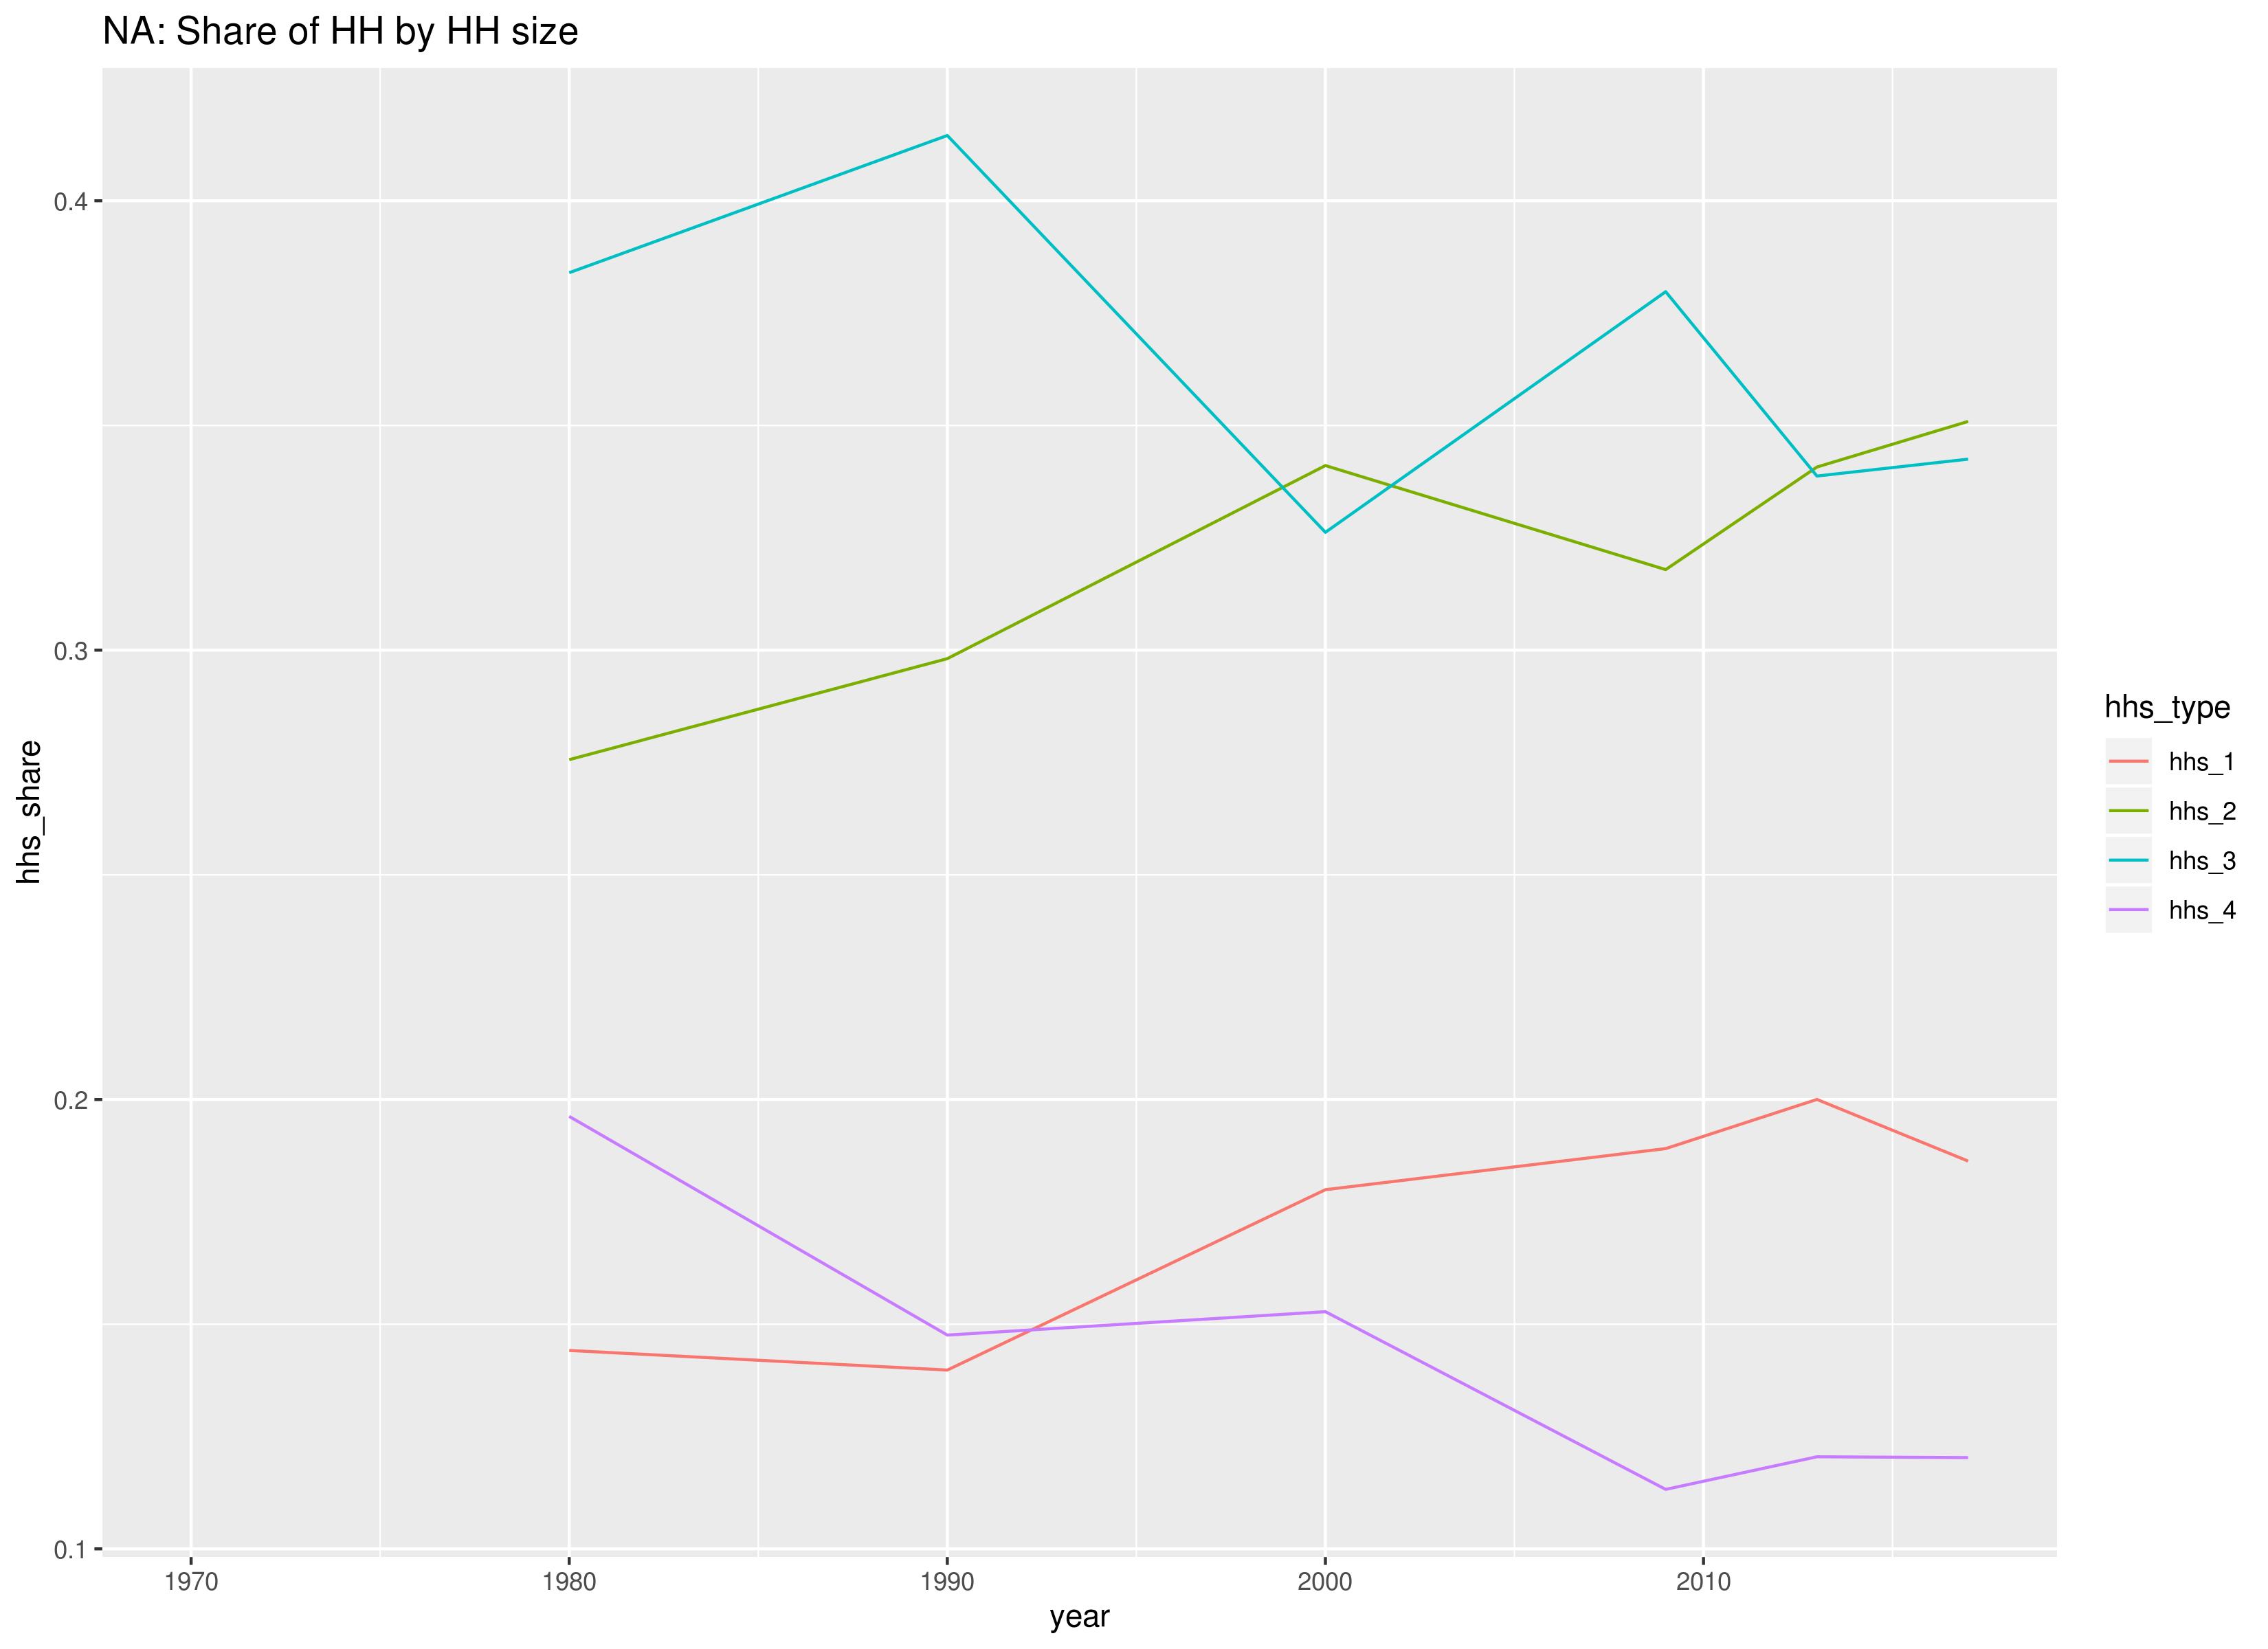 NA: Share of HH by HH size
0.4
0.3
0.2
0.1
hhs_share
1970 1980 1990 2000 2010
year
hhs_type
hhs_1
hhs_2
hhs_3
hhs_4